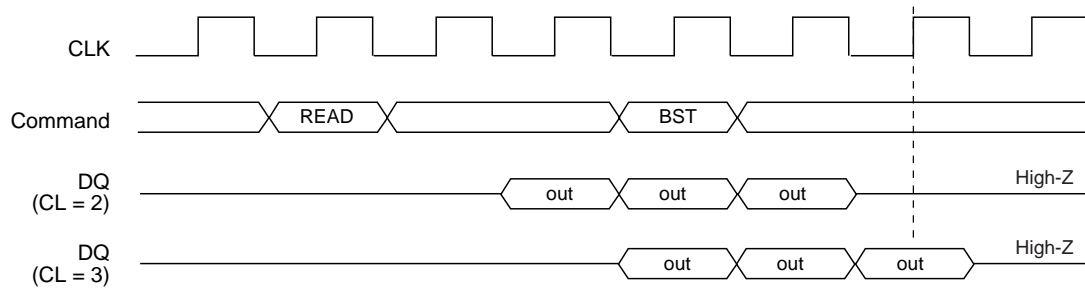 CLK
Command READ BST
DQ
(CL = 2) out out out High-Z
DQ
(CL = 3) out out out High-Z